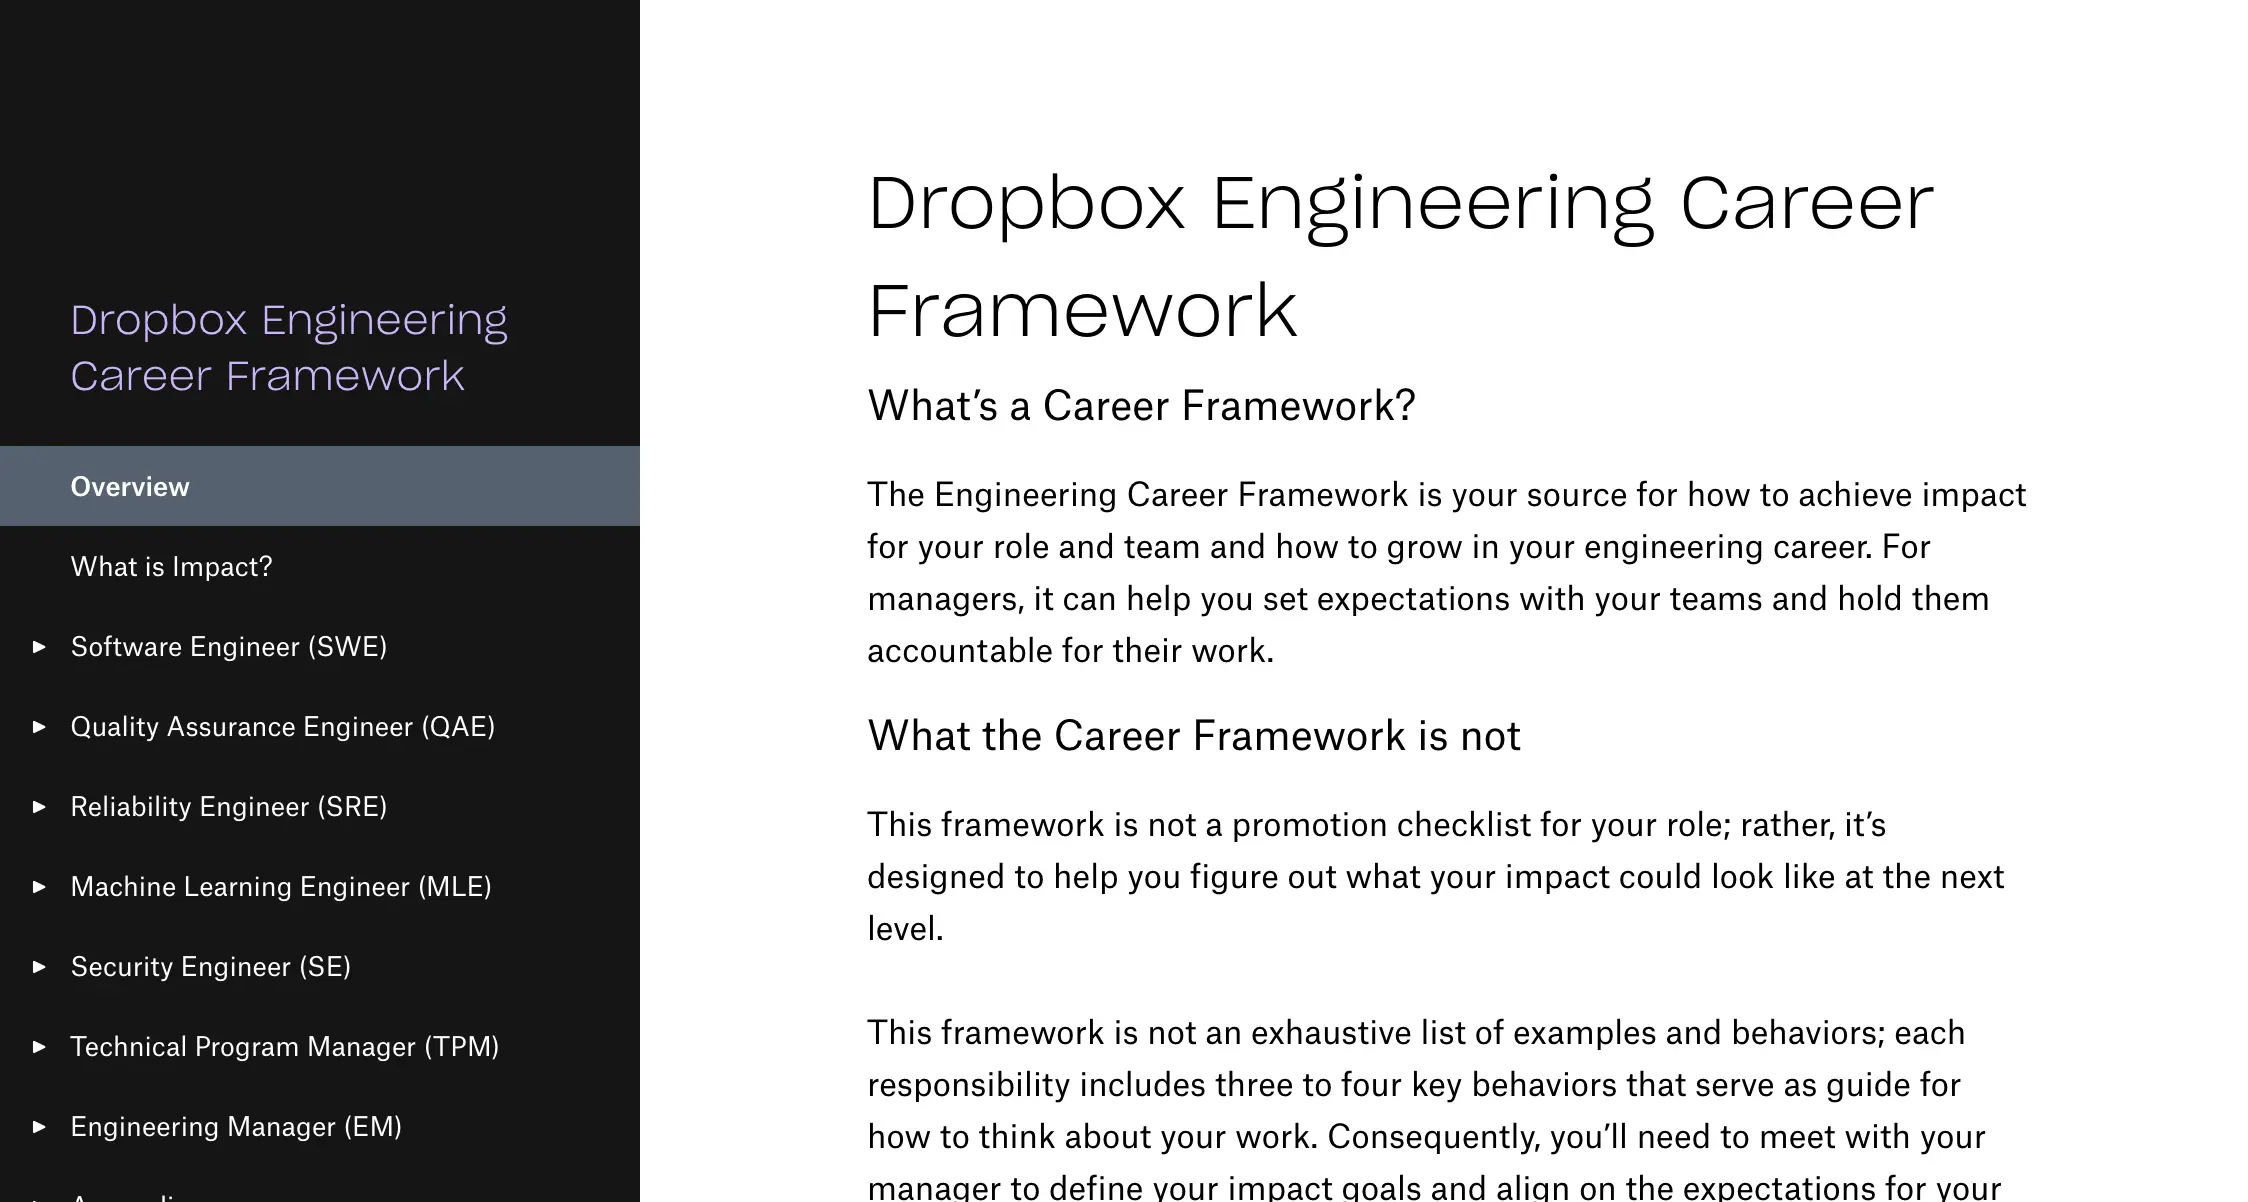 Dropbox Engineering
Career Framework
Overview
What is Impact?
Software Engineer (SWE)
Quality Assurance Engineer (QAE)
Reliability Engineer (SRE)
Machine Learning Engineer (MLE)
Security Engineer (SE)
Technical Program Manager (TPM)
Engineering Manager (EM)
Dropbox Engineering Career
Framework
What’s a Career Framework?
The Engineering Career Framework is your source for how to achieve impact
for your role and team and how to grow in your engineering career. For
managers, it can help you set expectations with your teams and hold them
accountable for their work.
What the Career Framework is not
This framework is not a promotion checklist for your role; rather, it’s
designed to help you figure out what your impact could look like at the next
level.
This framework is not an exhaustive list of examples and behaviors; each
responsibility includes three to four key behaviors that serve as guide for
how to think about your work. Consequently, you’ll need to meet with your
manager to define your impact goals and align on the expectations for your